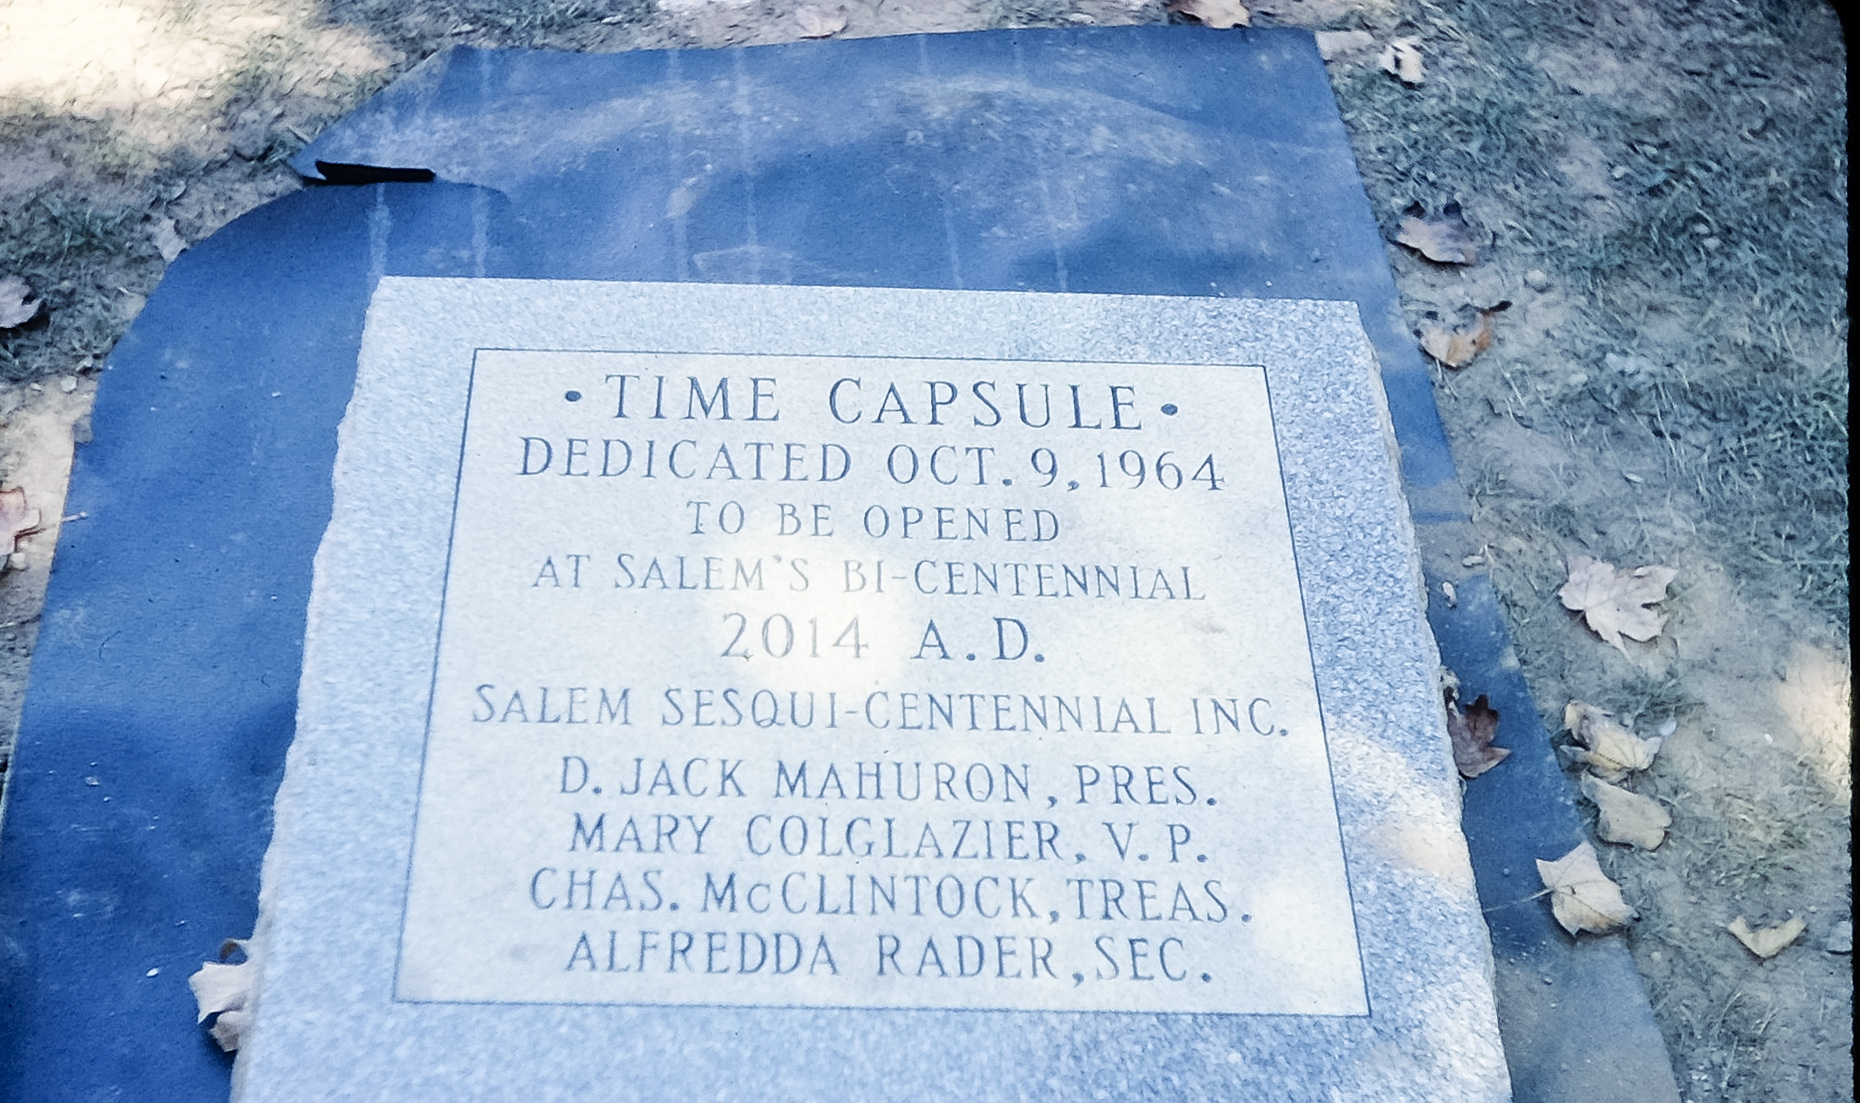 • TIME CAPSULE •
DEDICATED OCT. 9, 1964
TO BE OPENED
AT SALEM'S BI-CENTENNIAL
2014 A.D.
SALEM SESQUI-CENTENNIAL INC.
D. JACK MAHURON, PRES.
MARY COLGLAZIER, V. P.
CHAS. McCLINTOCK, TREAS.
ALFREDDA RADER, SEC.